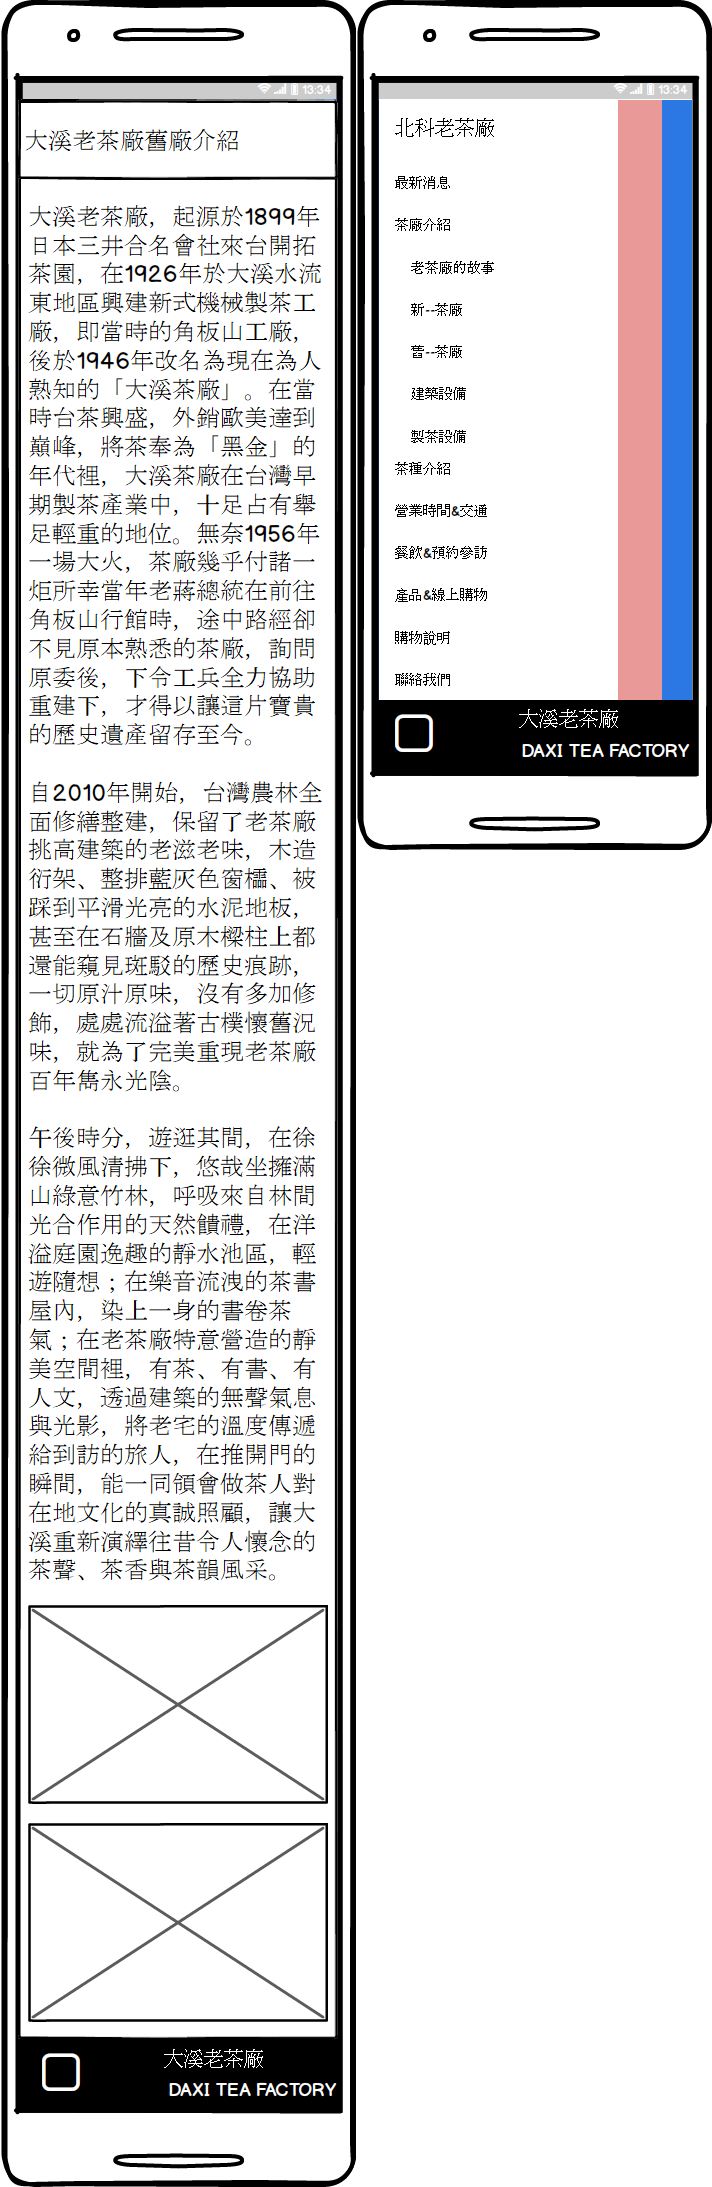 13:34
大溪老茶廠舊廠介紹
大溪老茶廠，起源於1899年
日本三井合名會社來台開拓
茶園，在1926年於大溪水流
東地區興建新式機械製茶工
廠，即當時的角板山工廠，
後於1946年改名為現在為人
熟知的「大溪茶廠」。在當
時台茶興盛，外銷歐美達到
巔峰，將茶奉為「黑金」的
年代裡，大溪茶廠在台灣早
期製茶產業中，十足占有舉
足輕重的地位。無奈1956年
一場大火，茶廠幾乎付諸一
炬所幸當年老蔣總統在前往
角板山行館時，途中路經卻
不見原本熟悉的茶廠，詢問
原委後，下令工兵全力協助
重建下，才得以讓這片寶貴
的歷史遺產留存至今。
自2010年開始，台灣農林全
面修繕整建，保留了老茶廠
挑高建築的老滋老味，木造
衍架、整排藍灰色窗櫺、被
踩到平滑光亮的水泥地板，
甚至在石牆及原木樑柱上都
還能窺見斑駁的歷史痕跡，
一切原汁原味，沒有多加修
飾，處處流溢著古樸懷舊況
味，就為了完美重現老茶廠
百年雋永光陰。
午後時分，遊逛其間，在徐
徐微風清拂下，悠哉坐擁滿
山綠意竹林，呼吸來自林間
光合作用的天然饋禮，在洋
溢庭園逸趣的靜水池區，輕
遊隨想；在樂音流洩的茶書
屋內，染上一身的書卷茶
氣；在老茶廠特意營造的靜
美空間裡，有茶、有書、有
人文，透過建築的無聲氣息
與光影，將老宅的溫度傳遞
給到訪的旅人，在推開門的
瞬間，能一同領會做茶人對
在地文化的真誠照顧，讓大
溪重新演繹往昔令人懷念的
茶聲、茶香與茶韻風采。
大溪老茶廠
DAXI TEA FACTORY
13:34
北科老茶廠
最新消息
茶廠介紹
老茶廠的故事
新--茶廠
舊--茶廠
建築設備
製茶設備
茶種介紹
營業時間&交通
餐飲&預約參訪
產品&線上購物
購物說明
聯絡我們
大溪老茶廠
DAXI TEA FACTORY